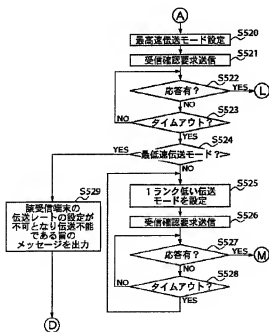 A
最高速伝送モード設定
S520
受信確認要求送信
S521
応答有?
S522
YES
L
NO
タイムアウト?
S523
NO
YES
最低速伝送モード?
S524
YES
NO
該受信端末の
伝送レートの設定が
不可となり伝送不能
である旨の
メッセージを出力
S529
D
1ランク低い伝送
モードを設定
S525
受信確認要求送信
S526
応答有?
S527
YES
M
NO
タイムアウト?
S528
NO
YES